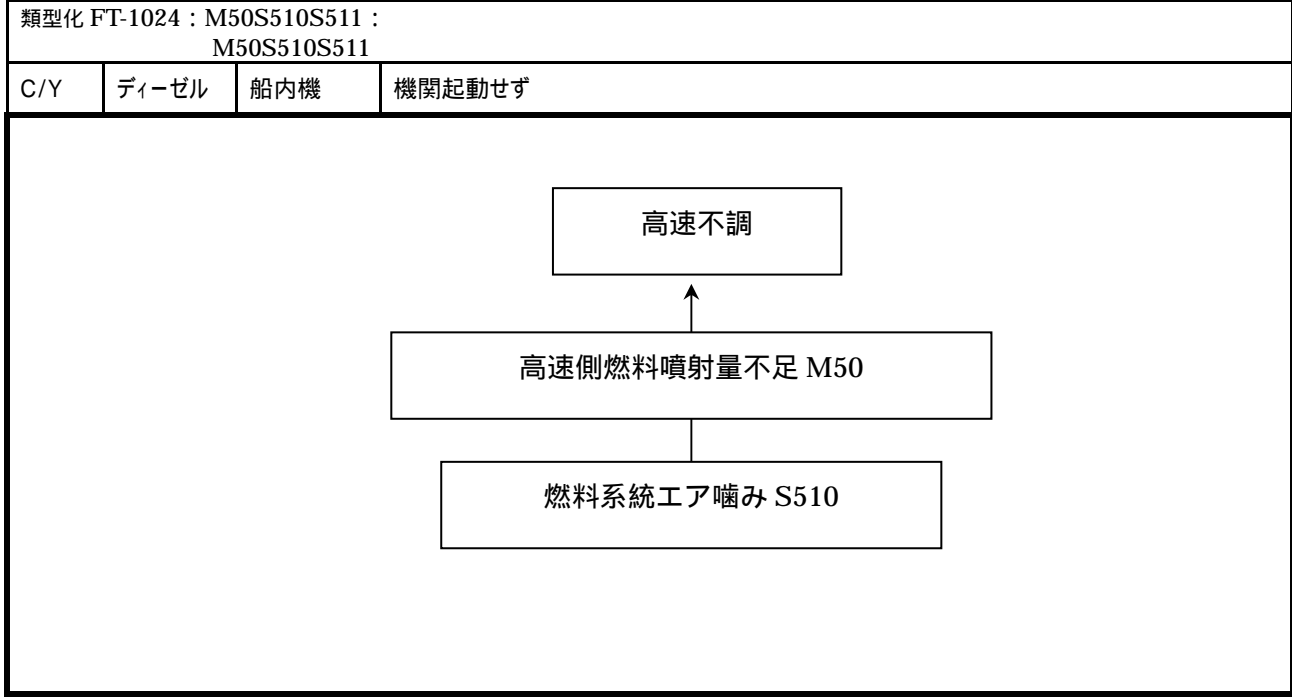 類型化 FT-1024：M50S510S511：
M50S510S511
C/Y ディーゼル 船内機 機関起動せず
高速不調
高速側燃料噴射量不足 M50
燃料系統エア噛み S510